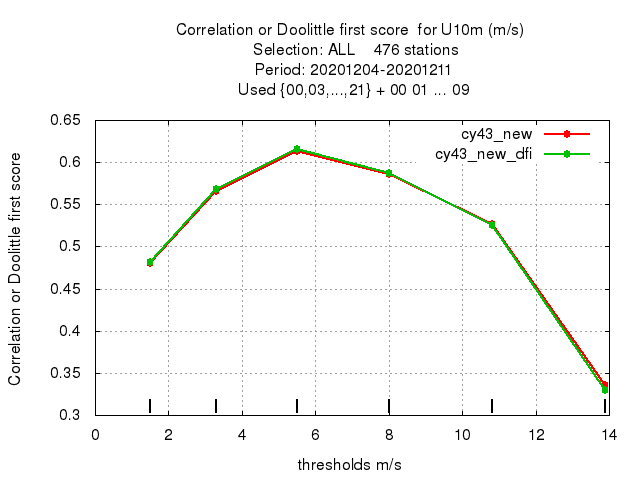 Correlation or Doolittle first score  for U10m (m/s)
Selection: ALL    476 stations
Period: 20201204-20201211
Used {00,03,...,21} + 00 01 ... 09
cy43_new
cy43_new_dfi
Correlation or Doolittle first score
0.65
0.6
0.55
0.5
0.45
0.4
0.35
0.3
0 2 4 6 8 10 12 14
thresholds m/s